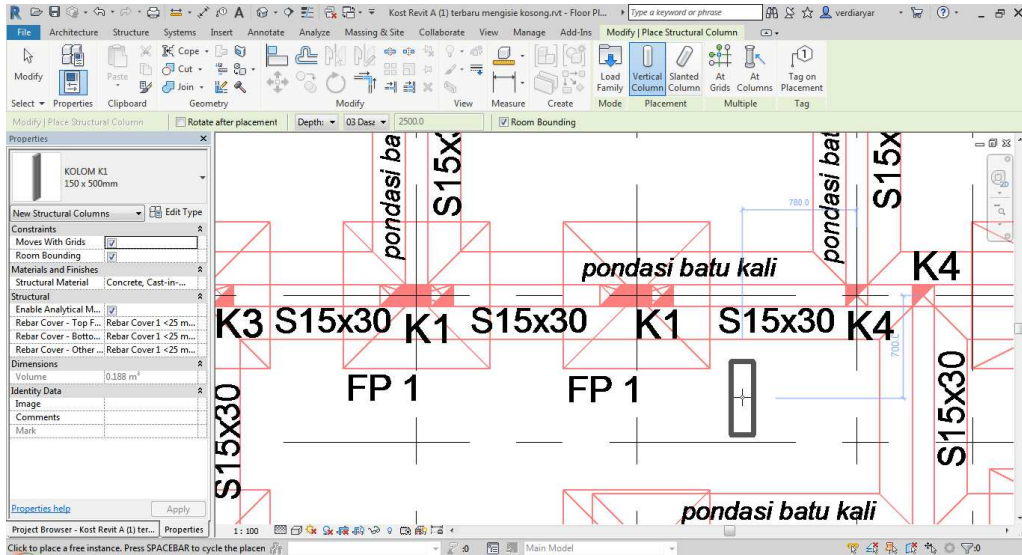 Kost Revit A (1) terbaru mengisie kosong.rvt - Floor Pl...
Type a keyword or phrase
verdiaryar
File Architecture Structure Systems Insert Annotate Analyze Massing & Site Collaborate View Manage Add-Ins Modify | Place Structural Column
Modify
Paste
Cope
Cut
Join
Load Family
Vertical Column
Slanted Column
At Grids
At Columns
Tag on Placement
Select Properties Clipboard Geometry Modify View Measure Create Mode Placement Multiple Tag
Modify | Place Structural Column
Rotate after placement
Depth:
2500.0
Room Bounding
Properties
KOLOM K1
150 x 500mm
New Structural Columns
Edit Type
Constraints
Moves With Grids
Room Bounding
Materials and Finishes
Structural Material Concrete, Cast-in-...
Structural
Enable Analytical M...
Rebar Cover - Top F... Rebar Cover 1 <25 m...
Rebar Cover - Botto... Rebar Cover 1 <25 m...
Rebar Cover - Other ... Rebar Cover 1 <25 m...
Dimensions
Volume 0.188 m³
Identity Data
Image
Comments
Mark
Properties help
Apply
Project Browser - Kost Revit A (1) ter...
Properties
pondasi ba
S15x
pondasi bat
S15x
780.0
pondasi batu kali
K4
K3 S15x30 K1 S15x30 K1 S15x30 K4
700.0
FP 1
FP 1
S15x30
S15x30
pondasi batu kali
1 : 100
Click to place a free instance. Press SPACEBAR to cycle the placen
:0
Main Model
:0